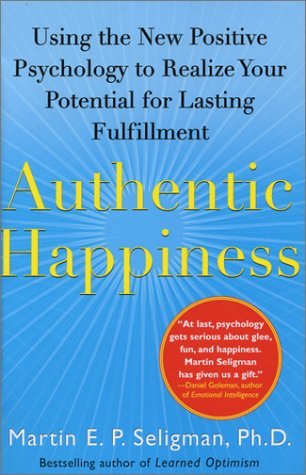 Using the New Positive
Psychology to Realize Your
Potential for Lasting
Fulfillment
Authentic
Happiness
"At last, psychology
gets serious about glee,
fun, and happiness.
Martin Seligman
has given us a gift."
—Daniel Goleman, author
of Emotional Intelligence
Martin E. P. Seligman, Ph.D.
Bestselling author of Learned Optimism